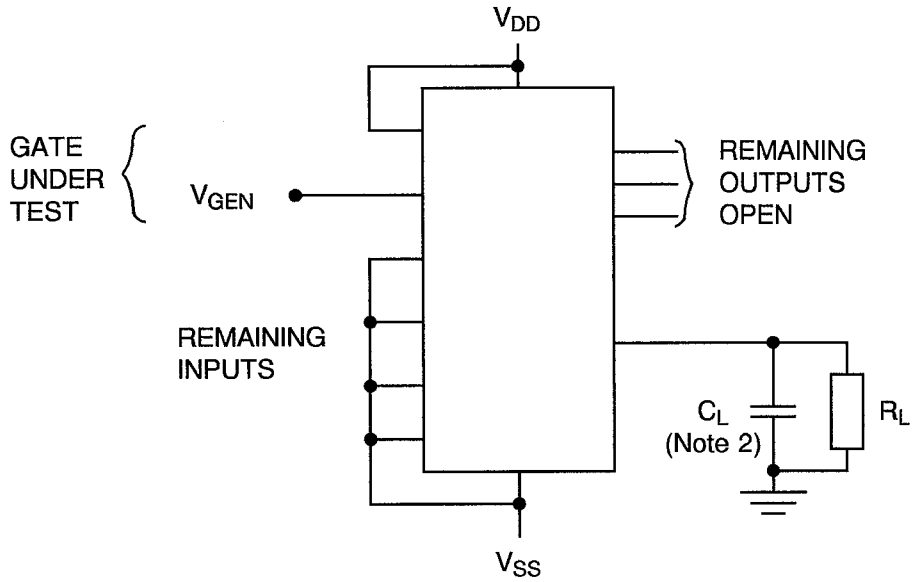 V_DD
GATE
UNDER
TEST
V_GEN
REMAINING
OUTPUTS
OPEN
REMAINING
INPUTS
C_L
(Note 2)
R_L
V_SS